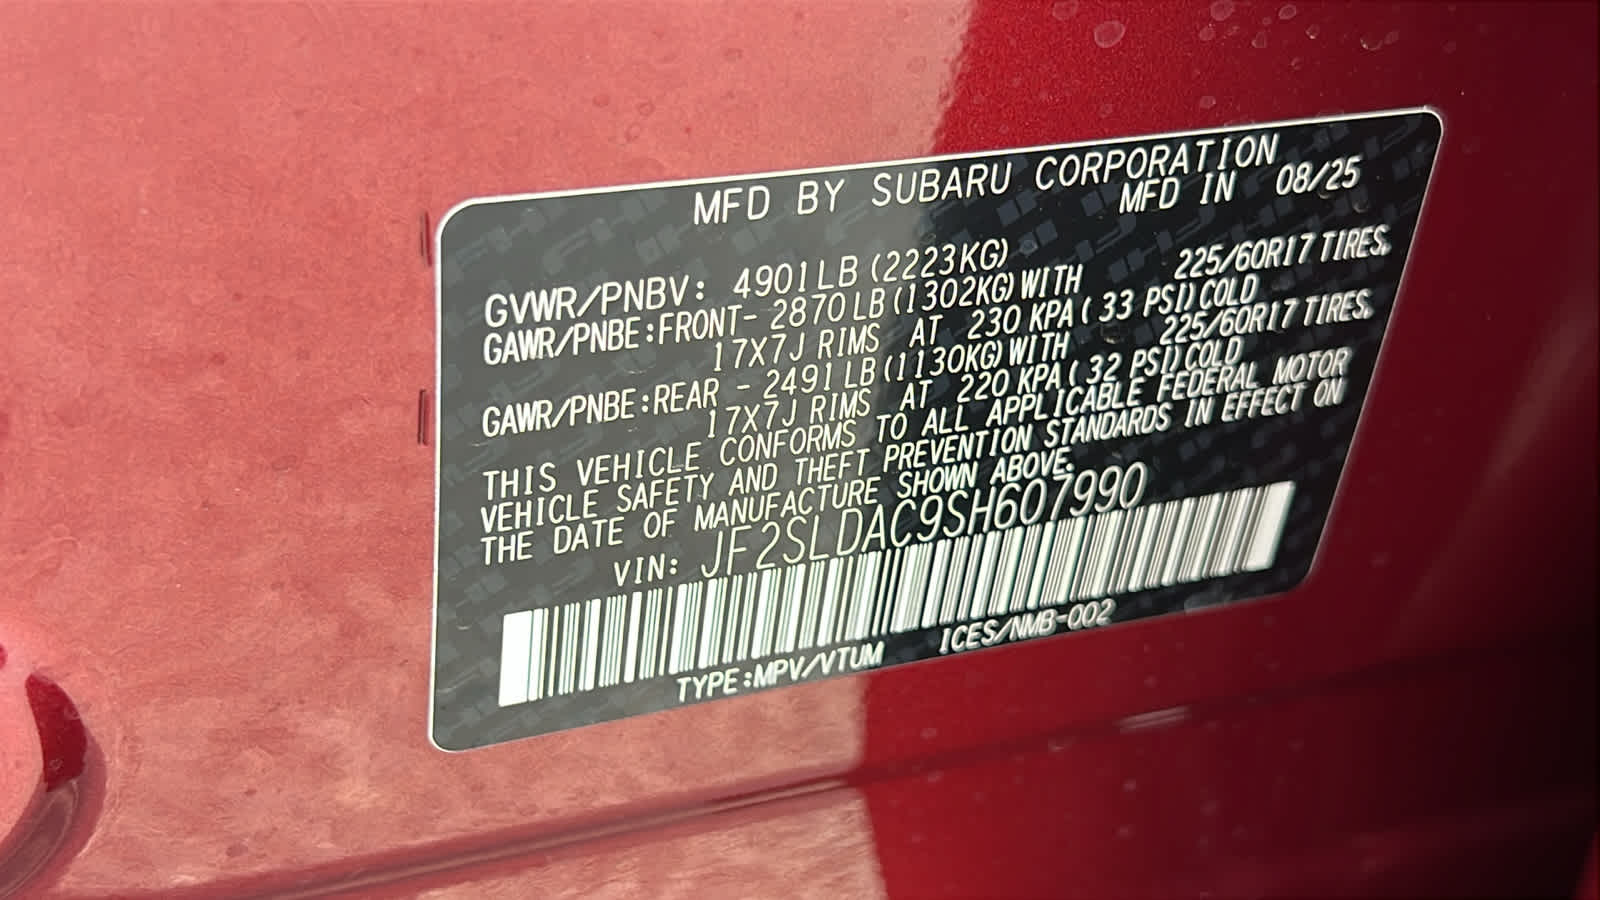 MFD BY SUBARU CORPORATION
MFD IN 08/25
GVWR/PNBV: 4901LB (2223KG)
GAWR/PNBE:FRONT- 2870LB (1302KG)WITH 225/60R17 TIRES,
17X7J RIMS AT 230 KPA( 33 PSI)COLD
GAWR/PNBE:REAR - 2491LB (1130KG)WITH 225/60R17 TIRES,
17X7J RIMS AT 220 KPA( 32 PSI)COLD
THIS VEHICLE CONFORMS TO ALL APPLICABLE FEDERAL MOTOR
VEHICLE SAFETY AND THEFT PREVENTION STANDARDS IN EFFECT ON
THE DATE OF MANUFACTURE SHOWN ABOVE.
VIN: JF2SLDAC9SH607990
TYPE:MPV/VTUM ICES/NMB-002